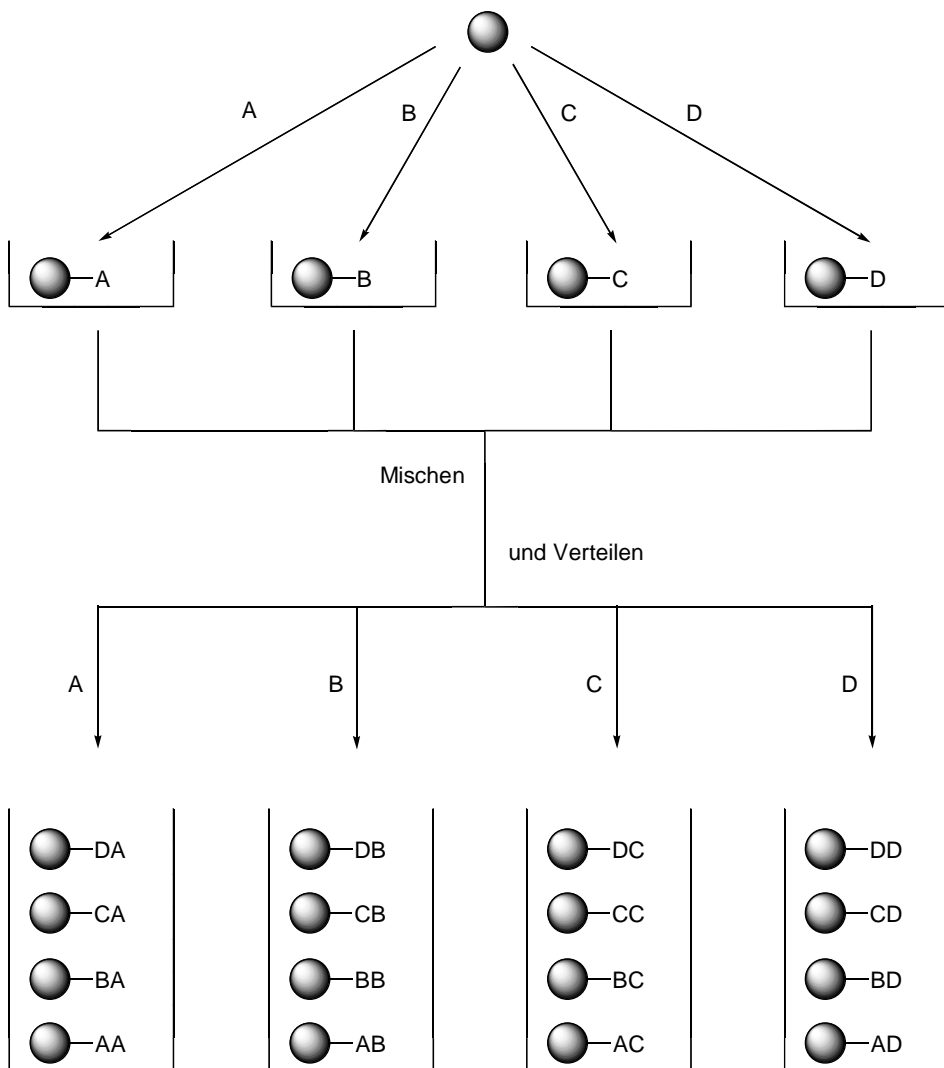 A B C D
A B C D
Mischen
und Verteilen
A B C D
DA DB DC DD
CA CB CC CD
BA BB BC BD
AA AB AC AD